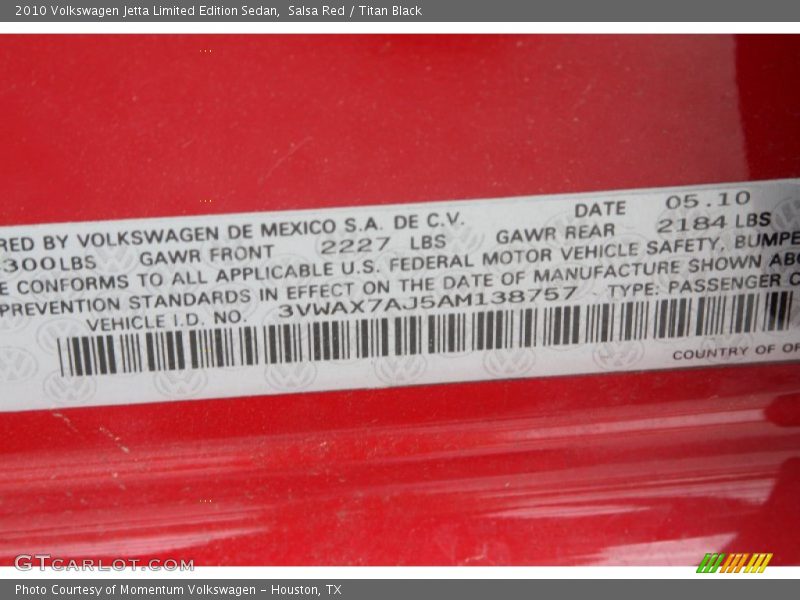 2010 Volkswagen Jetta Limited Edition Sedan, Salsa Red / Titan Black
RED BY VOLKSWAGEN DE MEXICO S.A. DE C.V. DATE 05.10
300LBS GAWR FRONT 2227 LBS GAWR REAR 2184 LBS
E CONFORMS TO ALL APPLICABLE U.S. FEDERAL MOTOR VEHICLE SAFETY, BUMPE
PREVENTION STANDARDS IN EFFECT ON THE DATE OF MANUFACTURE SHOWN ABO
VEHICLE I.D. NO. 3VWAX7AJ5AM138757 TYPE: PASSENGER C
COUNTRY OF OR
GTCARLOT.COM
Photo Courtesy of Momentum Volkswagen - Houston, TX